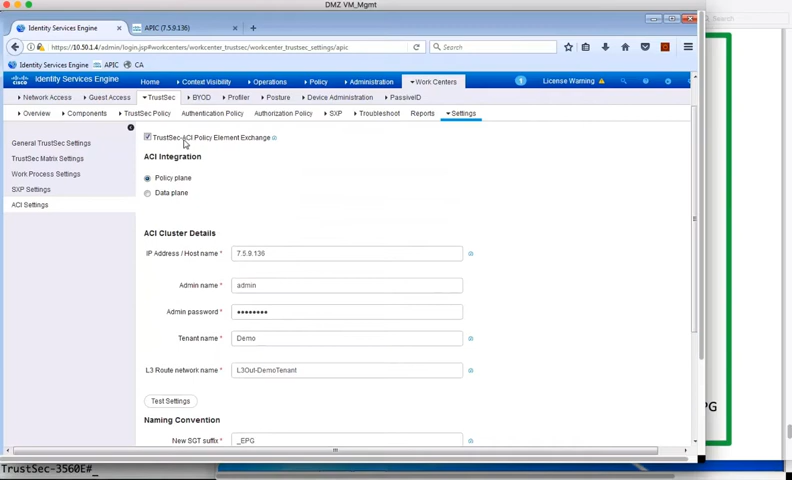 DMZ VM_Mgmt
Identity Services Engine
APIC (7.5.9.136)
https://10.50.1.4/admin/login.jsp#workcenters/workcenter_trustsec/workcenter_trustsec_settings/apic
Search
Search
Identity Services Engine APIC CA
CISCO Identity Services Engine Home Context Visibility Operations Policy Administration Work Centers 1 License Warning
Network Access Guest Access TrustSec BYOD Profiler Posture Device Administration PassiveID
Overview Components TrustSec Policy Authentication Policy Authorization Policy SXP Troubleshoot Reports Settings
General TrustSec Settings
TrustSec Matrix Settings
Work Process Settings
SXP Settings
ACI Settings
TrustSec-ACI Policy Element Exchange
ACI Integration
Policy plane
Data plane
ACI Cluster Details
IP Address / Host name * 7.5.9.136
Admin name * admin
Admin password * ••••••••
Tenant name * Demo
L3 Route network name * L3Out-DemoTenant
Test Settings
Naming Convention
New SGT suffix * _EPG
PG
TrustSec-3560E#_